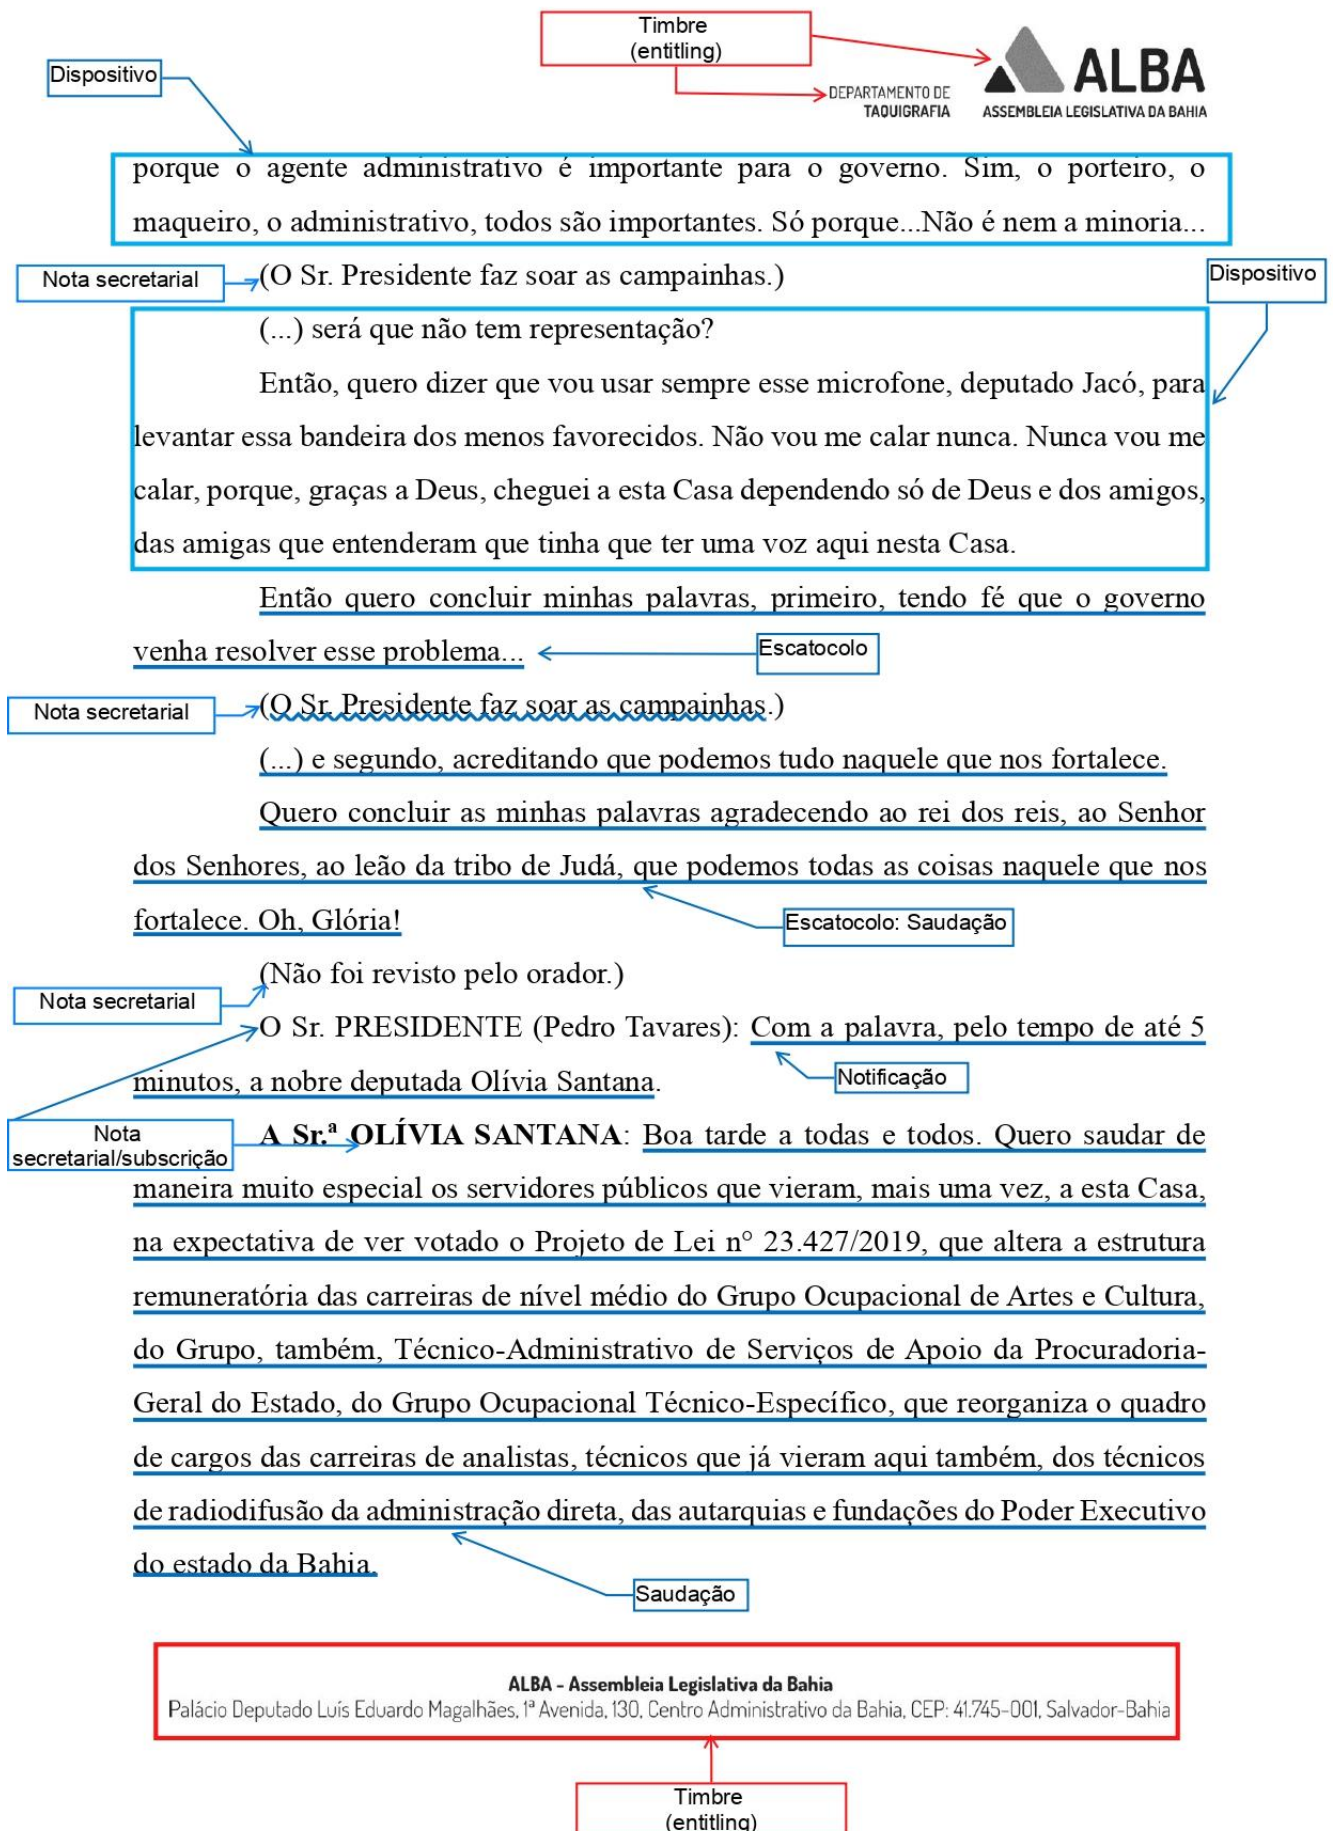 Timbre
(entitling)
Dispositivo
DEPARTAMENTO DE
TAQUIGRAFIA
ALBA
ASSEMBLEIA LEGISLATIVA DA BAHIA
porque o agente administrativo é importante para o governo. Sim, o porteiro, o
maqueiro, o administrativo, todos são importantes. Só porque...Não é nem a minoria...
Nota secretarial
(O Sr. Presidente faz soar as campainhas.)
Dispositivo
(...) será que não tem representação?
Então, quero dizer que vou usar sempre esse microfone, deputado Jacó, para
levantar essa bandeira dos menos favorecidos. Não vou me calar nunca. Nunca vou me
calar, porque, graças a Deus, cheguei a esta Casa dependendo só de Deus e dos amigos,
das amigas que entenderam que tinha que ter uma voz aqui nesta Casa.
Então quero concluir minhas palavras, primeiro, tendo fé que o governo
venha resolver esse problema...
Escatocolo
Nota secretarial
(O Sr. Presidente faz soar as campainhas.)
(...) e segundo, acreditando que podemos tudo naquele que nos fortalece.
Quero concluir as minhas palavras agradecendo ao rei dos reis, ao Senhor
dos Senhores, ao leão da tribo de Judá, que podemos todas as coisas naquele que nos
fortalece. Oh, Glória!
Escatocolo: Saudação
(Não foi revisto pelo orador.)
Nota secretarial
O Sr. PRESIDENTE (Pedro Tavares): Com a palavra, pelo tempo de até 5
minutos, a nobre deputada Olívia Santana.
Notificação
Nota
secretarial/subscrição
A Sr.ª OLÍVIA SANTANA: Boa tarde a todas e todos. Quero saudar de
maneira muito especial os servidores públicos que vieram, mais uma vez, a esta Casa,
na expectativa de ver votado o Projeto de Lei n° 23.427/2019, que altera a estrutura
remuneratória das carreiras de nível médio do Grupo Ocupacional de Artes e Cultura,
do Grupo, também, Técnico-Administrativo de Serviços de Apoio da Procuradoria-
Geral do Estado, do Grupo Ocupacional Técnico-Específico, que reorganiza o quadro
de cargos das carreiras de analistas, técnicos que já vieram aqui também, dos técnicos
de radiodifusão da administração direta, das autarquias e fundações do Poder Executivo
do estado da Bahia.
Saudação
ALBA - Assembleia Legislativa da Bahia
Palácio Deputado Luís Eduardo Magalhães, 1ª Avenida, 130, Centro Administrativo da Bahia, CEP: 41.745-001, Salvador-Bahia
Timbre
(entitling)